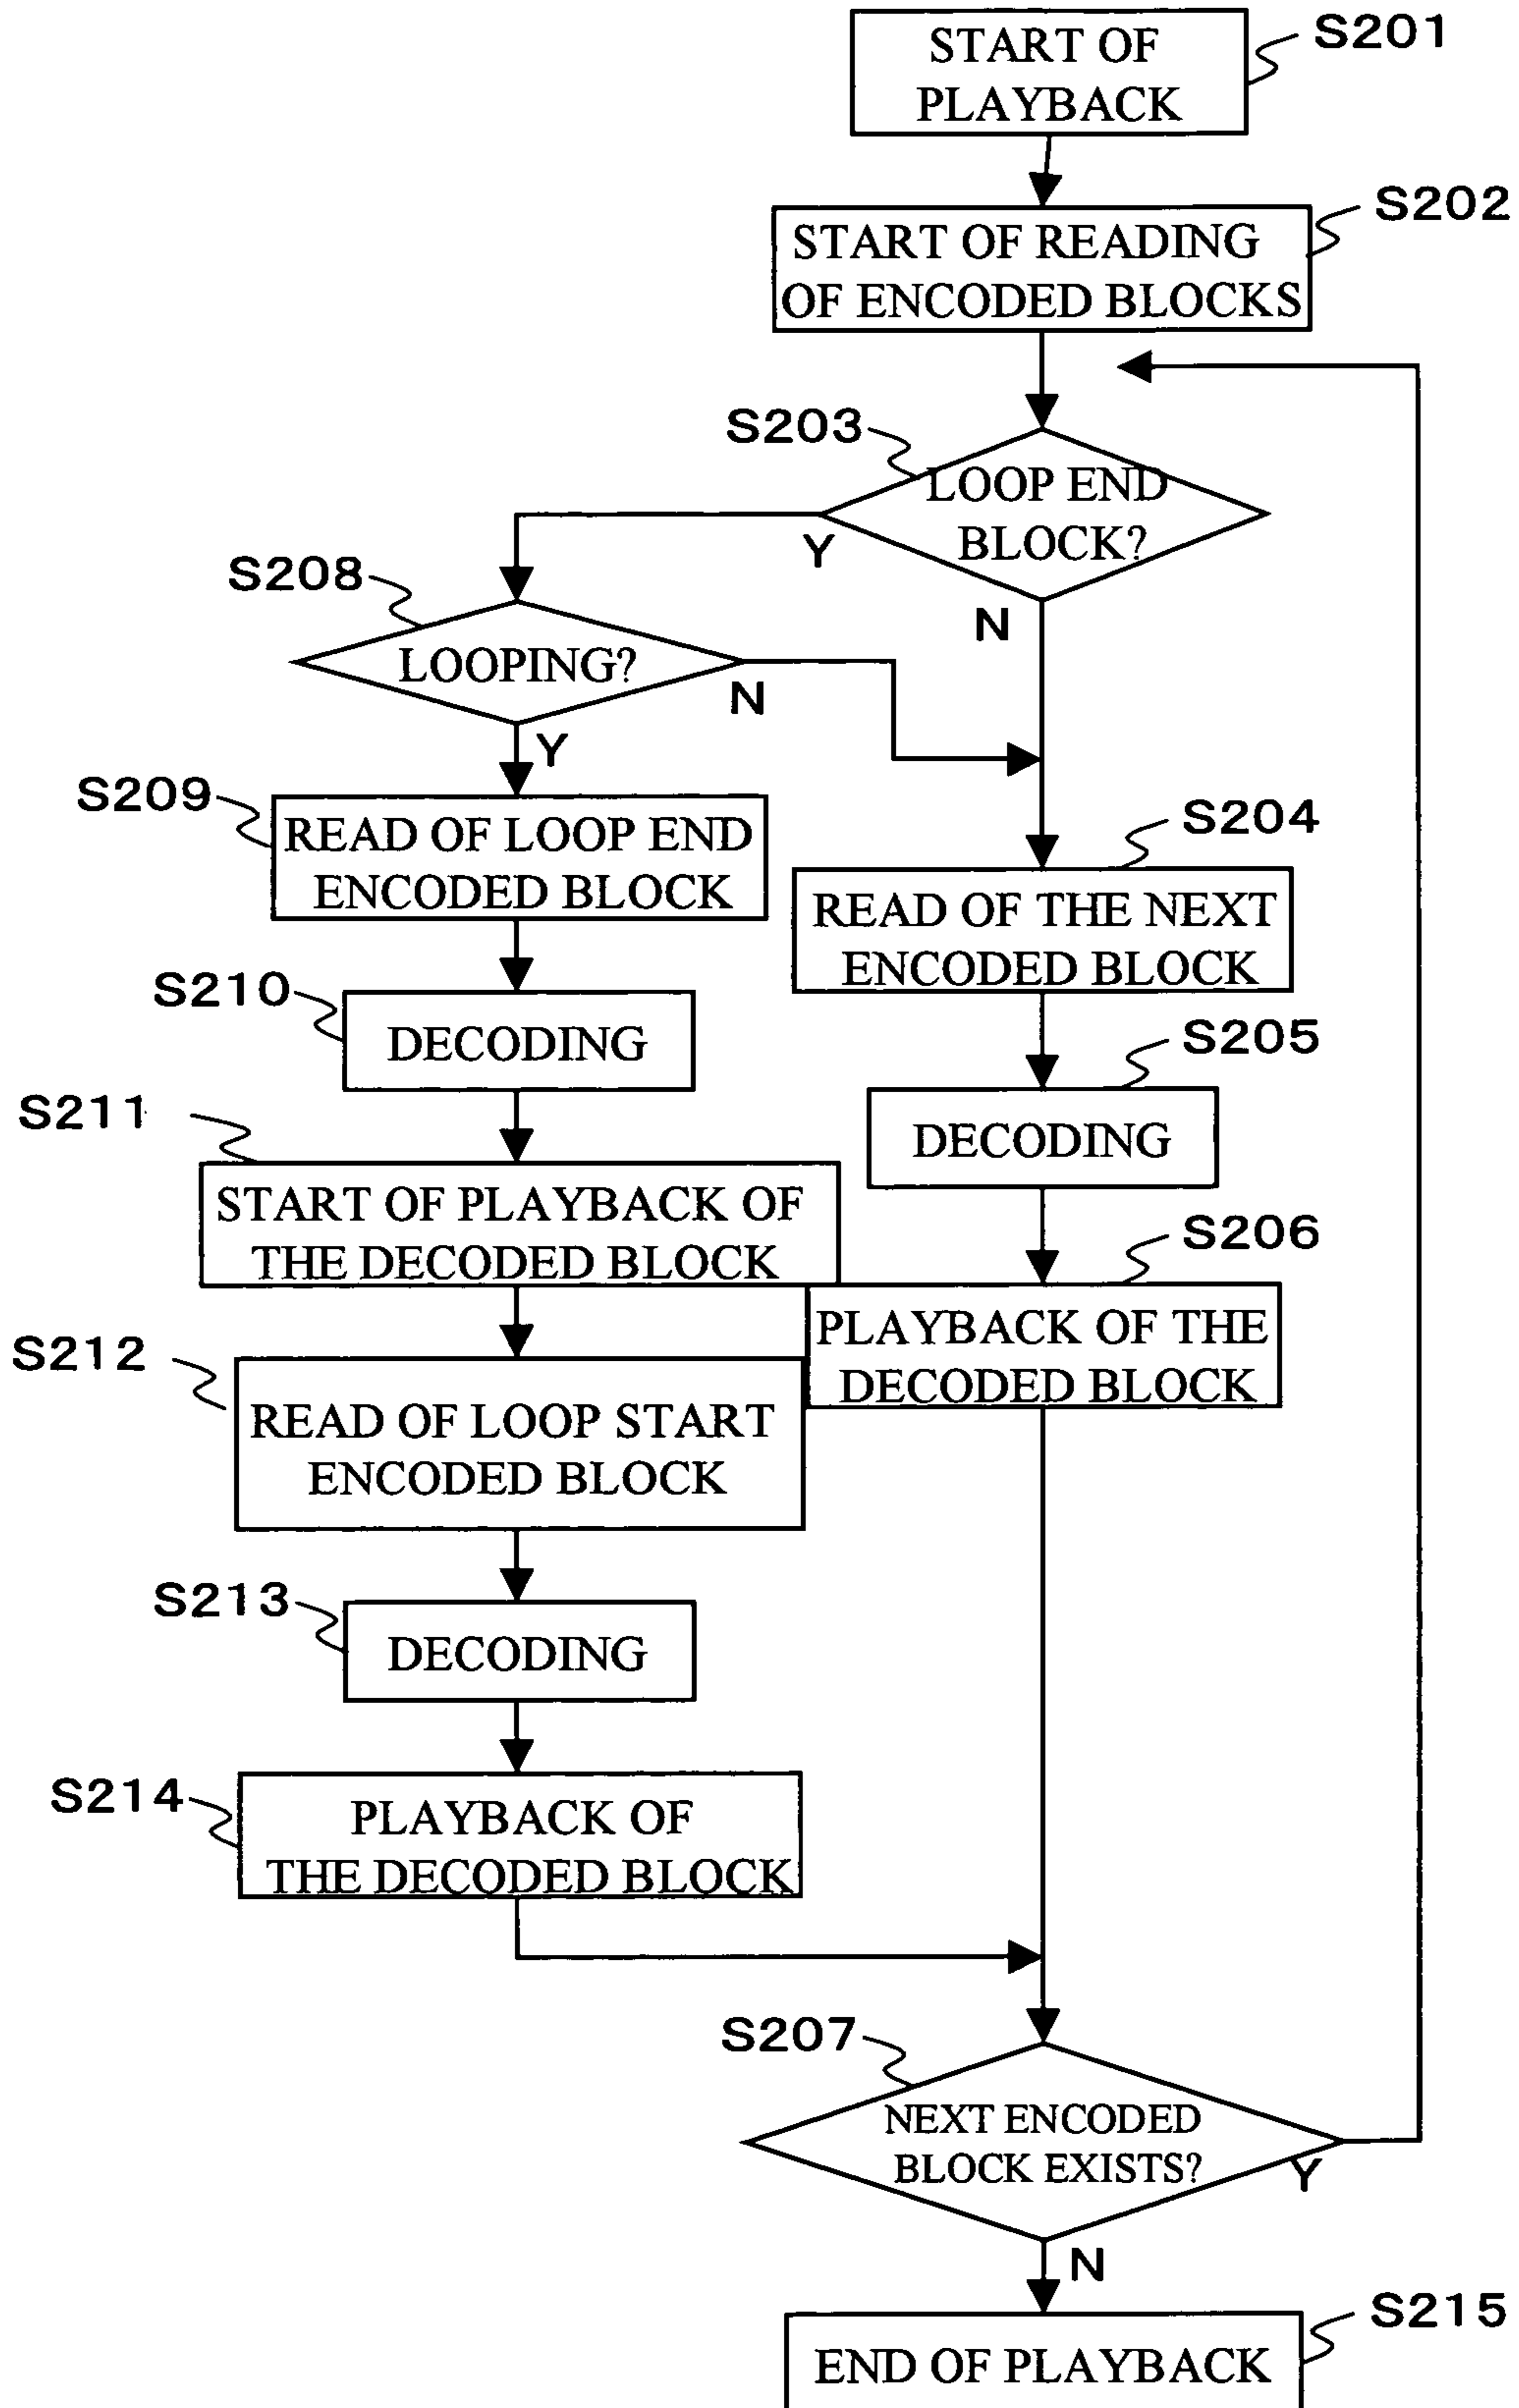 START OF
PLAYBACK
S201
START OF READING
OF ENCODED BLOCKS
S202
S203
LOOP END
BLOCK?
Y
N
S208
LOOPING?
N
Y
S209
READ OF LOOP END
ENCODED BLOCK
S204
READ OF THE NEXT
ENCODED BLOCK
S210
DECODING
S205
DECODING
S211
START OF PLAYBACK OF
THE DECODED BLOCK
S206
PLAYBACK OF THE
DECODED BLOCK
S212
READ OF LOOP START
ENCODED BLOCK
S213
DECODING
S214
PLAYBACK OF
THE DECODED BLOCK
S207
NEXT ENCODED
BLOCK EXISTS?
Y
N
S215
END OF PLAYBACK